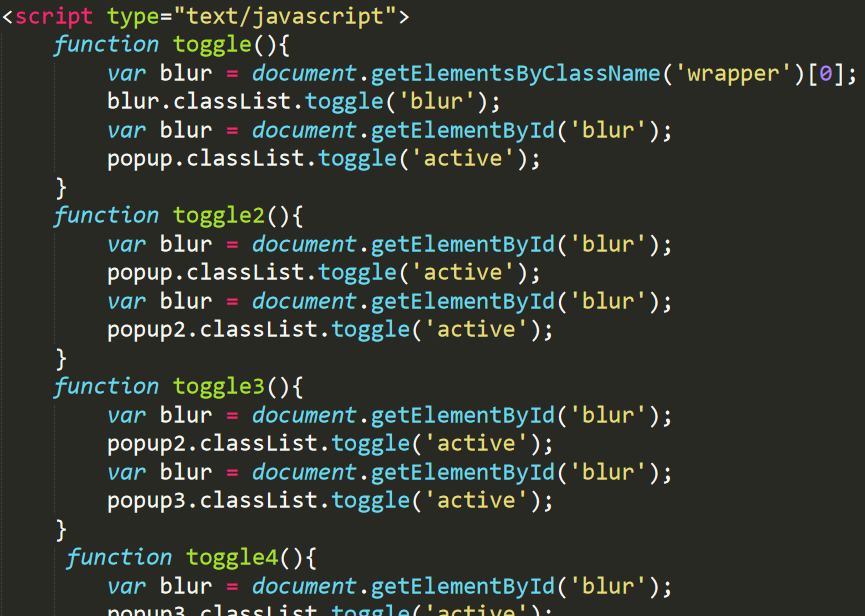 <script type="text/javascript">
function toggle(){
var blur = document.getElementsByClassName('wrapper')[0];
blur.classList.toggle('blur');
var blur = document.getElementById('blur');
popup.classList.toggle('active');
}
function toggle2(){
var blur = document.getElementById('blur');
popup.classList.toggle('active');
var blur = document.getElementById('blur');
popup2.classList.toggle('active');
}
function toggle3(){
var blur = document.getElementById('blur');
popup2.classList.toggle('active');
var blur = document.getElementById('blur');
popup3.classList.toggle('active');
}
function toggle4(){
var blur = document.getElementById('blur');
popup3.classList.toggle('active');